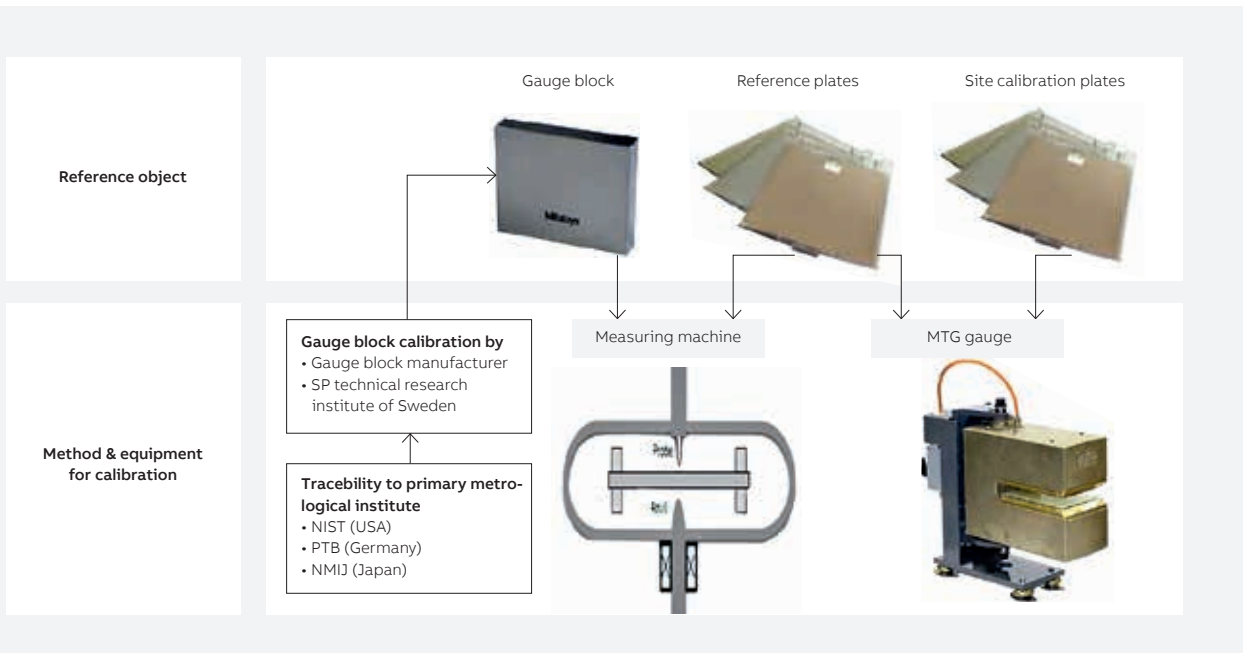 Gauge block
Reference plates
Site calibration plates
Reference object
Mitutoyo
Gauge block calibration by
• Gauge block manufacturer
• SP technical research
institute of Sweden
Measuring machine
MTG gauge
Method & equipment
for calibration
Tracebility to primary metro-
logical institute
• NIST (USA)
• PTB (Germany)
• NMIJ (Japan)
Probe